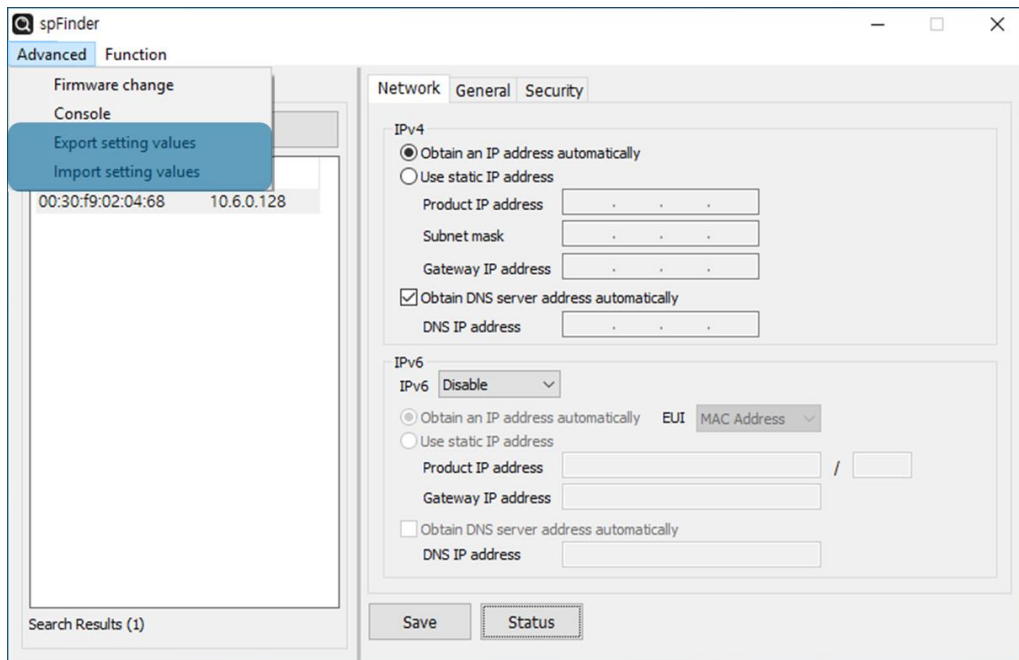 spFinder
Advanced Function
Firmware change
Console
Export setting values
Import setting values
00:30:f9:02:04:68 10.6.0.128
Search Results (1)
Network General Security
IPv4
Obtain an IP address automatically
Use static IP address
Product IP address . . .
Subnet mask . . .
Gateway IP address . . .
Obtain DNS server address automatically
DNS IP address . . .
IPv6
IPv6 Disable
Obtain an IP address automatically EUI MAC Address
Use static IP address
Product IP address /
Gateway IP address
Obtain DNS server address automatically
DNS IP address
Save Status